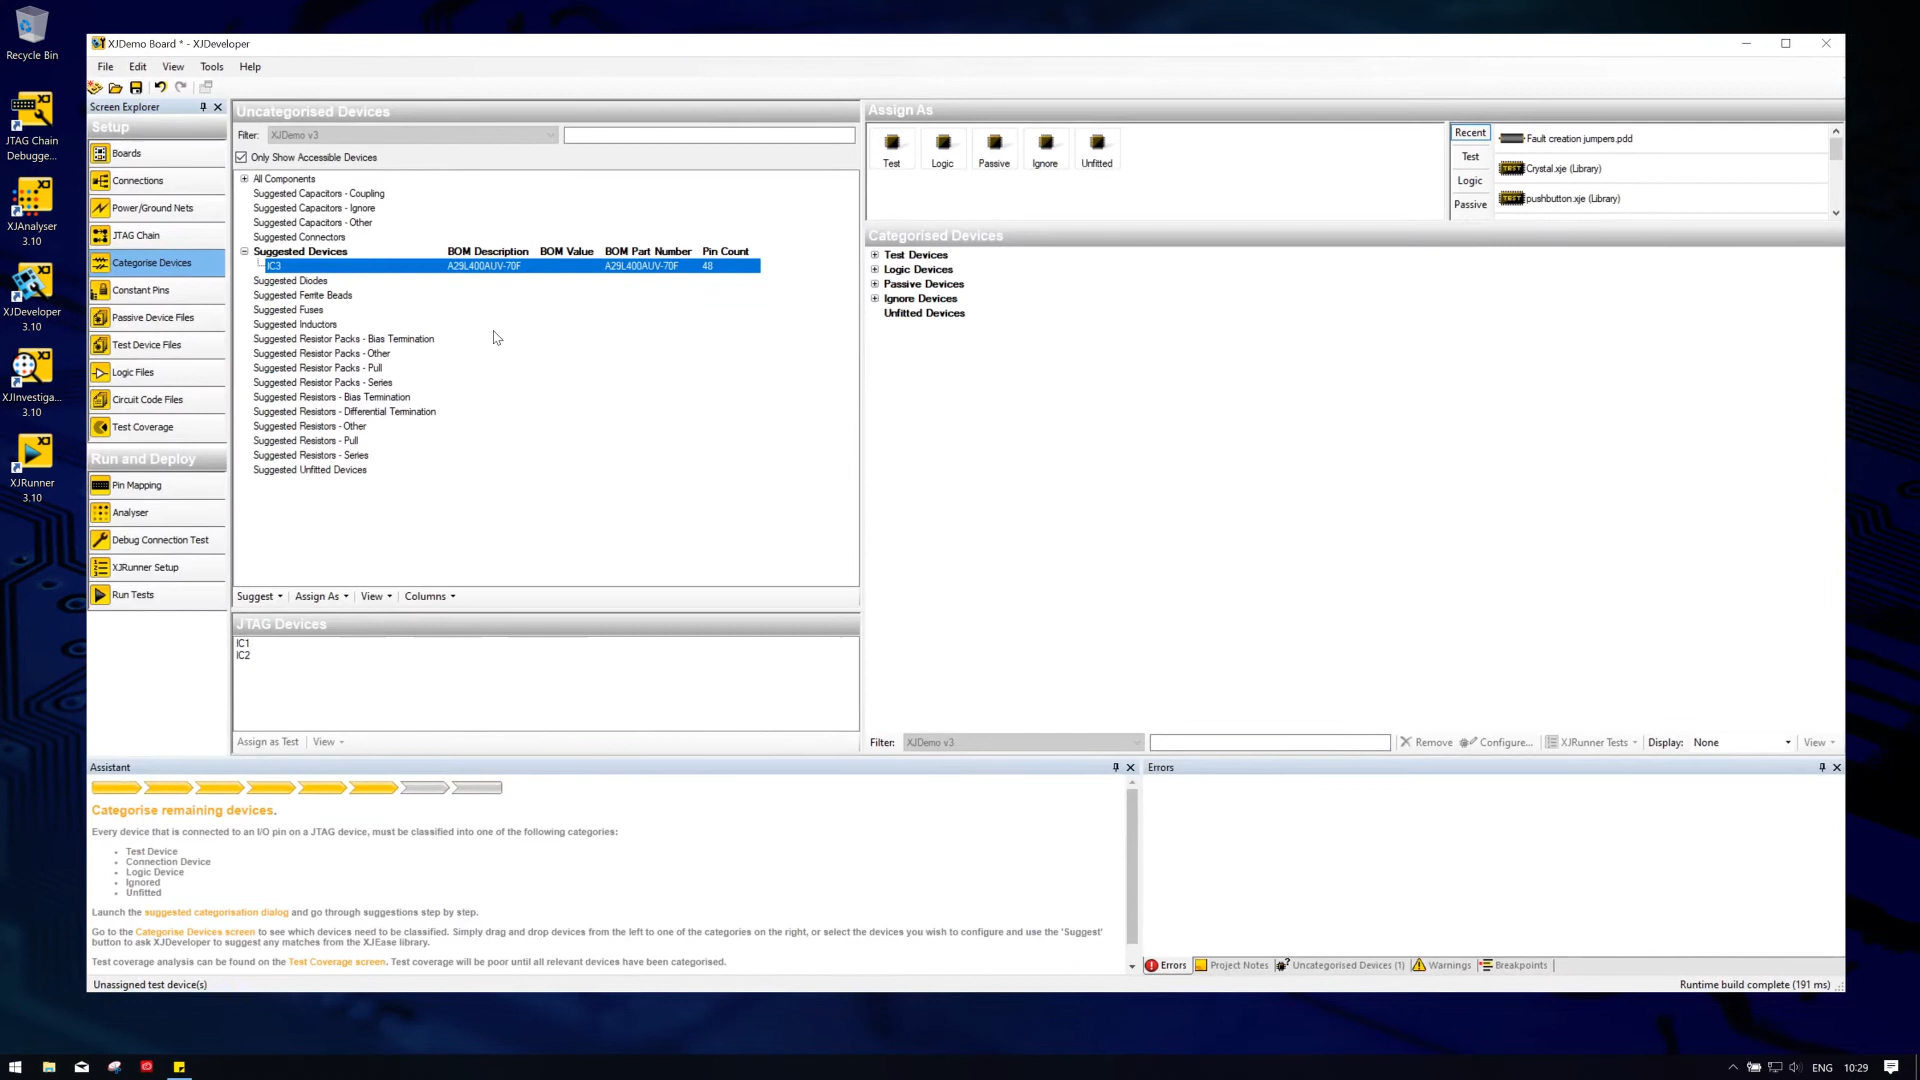 Recycle Bin
JTAG Chain
Debugge...
XJAnalyser
3.10
XJDeveloper
3.10
XJInvestiga...
3.10
XJRunner
3.10
XJDemo Board * - XJDeveloper
File Edit View Tools Help
Screen Explorer
Setup
Boards
Connections
Power/Ground Nets
JTAG Chain
Categorise Devices
Constant Pins
Passive Device Files
Test Device Files
Logic Files
Circuit Code Files
Test Coverage
Run and Deploy
Pin Mapping
Analyser
Debug Connection Test
XJRunner Setup
Run Tests
Uncategorised Devices
Filter: XJDemo v3
Only Show Accessible Devices
All Components
Suggested Capacitors - Coupling
Suggested Capacitors - Ignore
Suggested Capacitors - Other
Suggested Connectors
Suggested Devices BOM Description BOM Value BOM Part Number Pin Count
IC3 A29L400AUV-70F A29L400AUV-70F 48
Suggested Diodes
Suggested Ferrite Beads
Suggested Fuses
Suggested Inductors
Suggested Resistor Packs - Bias Termination
Suggested Resistor Packs - Other
Suggested Resistor Packs - Pull
Suggested Resistor Packs - Series
Suggested Resistors - Bias Termination
Suggested Resistors - Differential Termination
Suggested Resistors - Other
Suggested Resistors - Pull
Suggested Resistors - Series
Suggested Unfitted Devices
Suggest Assign As View Columns
JTAG Devices
IC1
IC2
Assign as Test View
Assign As
Test Logic Passive Ignore Unfitted
Recent
Test
Logic
Passive
Fault creation jumpers.pdd
Crystal.xje (Library)
pushbutton.xje (Library)
Categorised Devices
Test Devices
Logic Devices
Passive Devices
Ignore Devices
Unfitted Devices
Filter: XJDemo v3 Remove Configure... XJRunner Tests Display: None View
Assistant
Categorise remaining devices.
Every device that is connected to an I/O pin on a JTAG device, must be classified into one of the following categories:
• Test Device
• Connection Device
• Logic Device
• Ignored
• Unfitted
Launch the suggested categorisation dialog and go through suggestions step by step.
Go to the Categorise Devices screen to see which devices need to be classified. Simply drag and drop devices from the left to one of the categories on the right, or select the devices you wish to configure and use the 'Suggest'
button to ask XJDeveloper to suggest any matches from the XJEase library.
Test coverage analysis can be found on the Test Coverage screen. Test coverage will be poor until all relevant devices have been categorised.
Errors
Errors Project Notes Uncategorised Devices (1) Warnings Breakpoints
Unassigned test device(s)
Runtime build complete (191 ms)
ENG 10:29